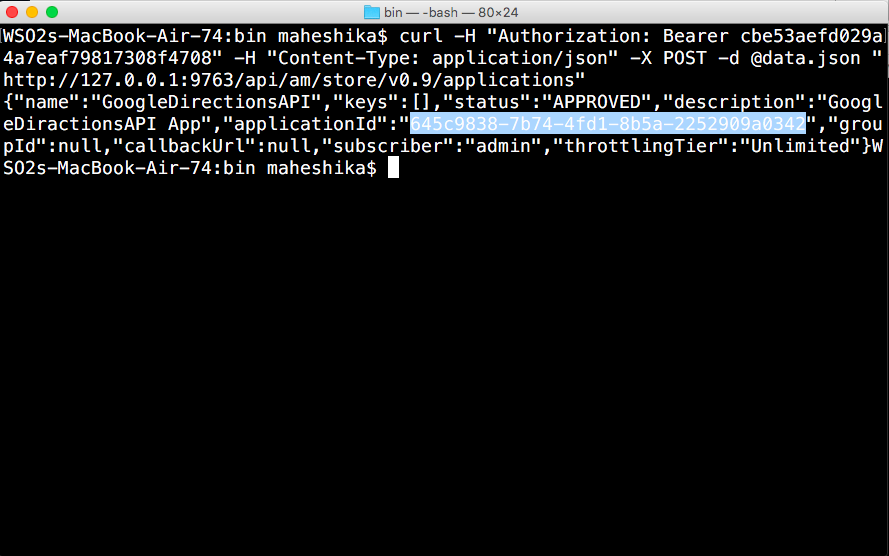 bin — -bash — 80×24
WSO2s-MacBook-Air-74:bin maheshika$ curl -H "Authorization: Bearer cbe53aefd029a
4a7eaf79817308f4708" -H "Content-Type: application/json" -X POST -d @data.json "
http://127.0.0.1:9763/api/am/store/v0.9/applications"
{"name":"GoogleDirectionsAPI","keys":[],"status":"APPROVED","description":"Googl
eDiractionsAPI App","applicationId":"645c9838-7b74-4fd1-8b5a-2252909a0342","grou
pId":null,"callbackUrl":null,"subscriber":"admin","throttlingTier":"Unlimited"}W
SO2s-MacBook-Air-74:bin maheshika$